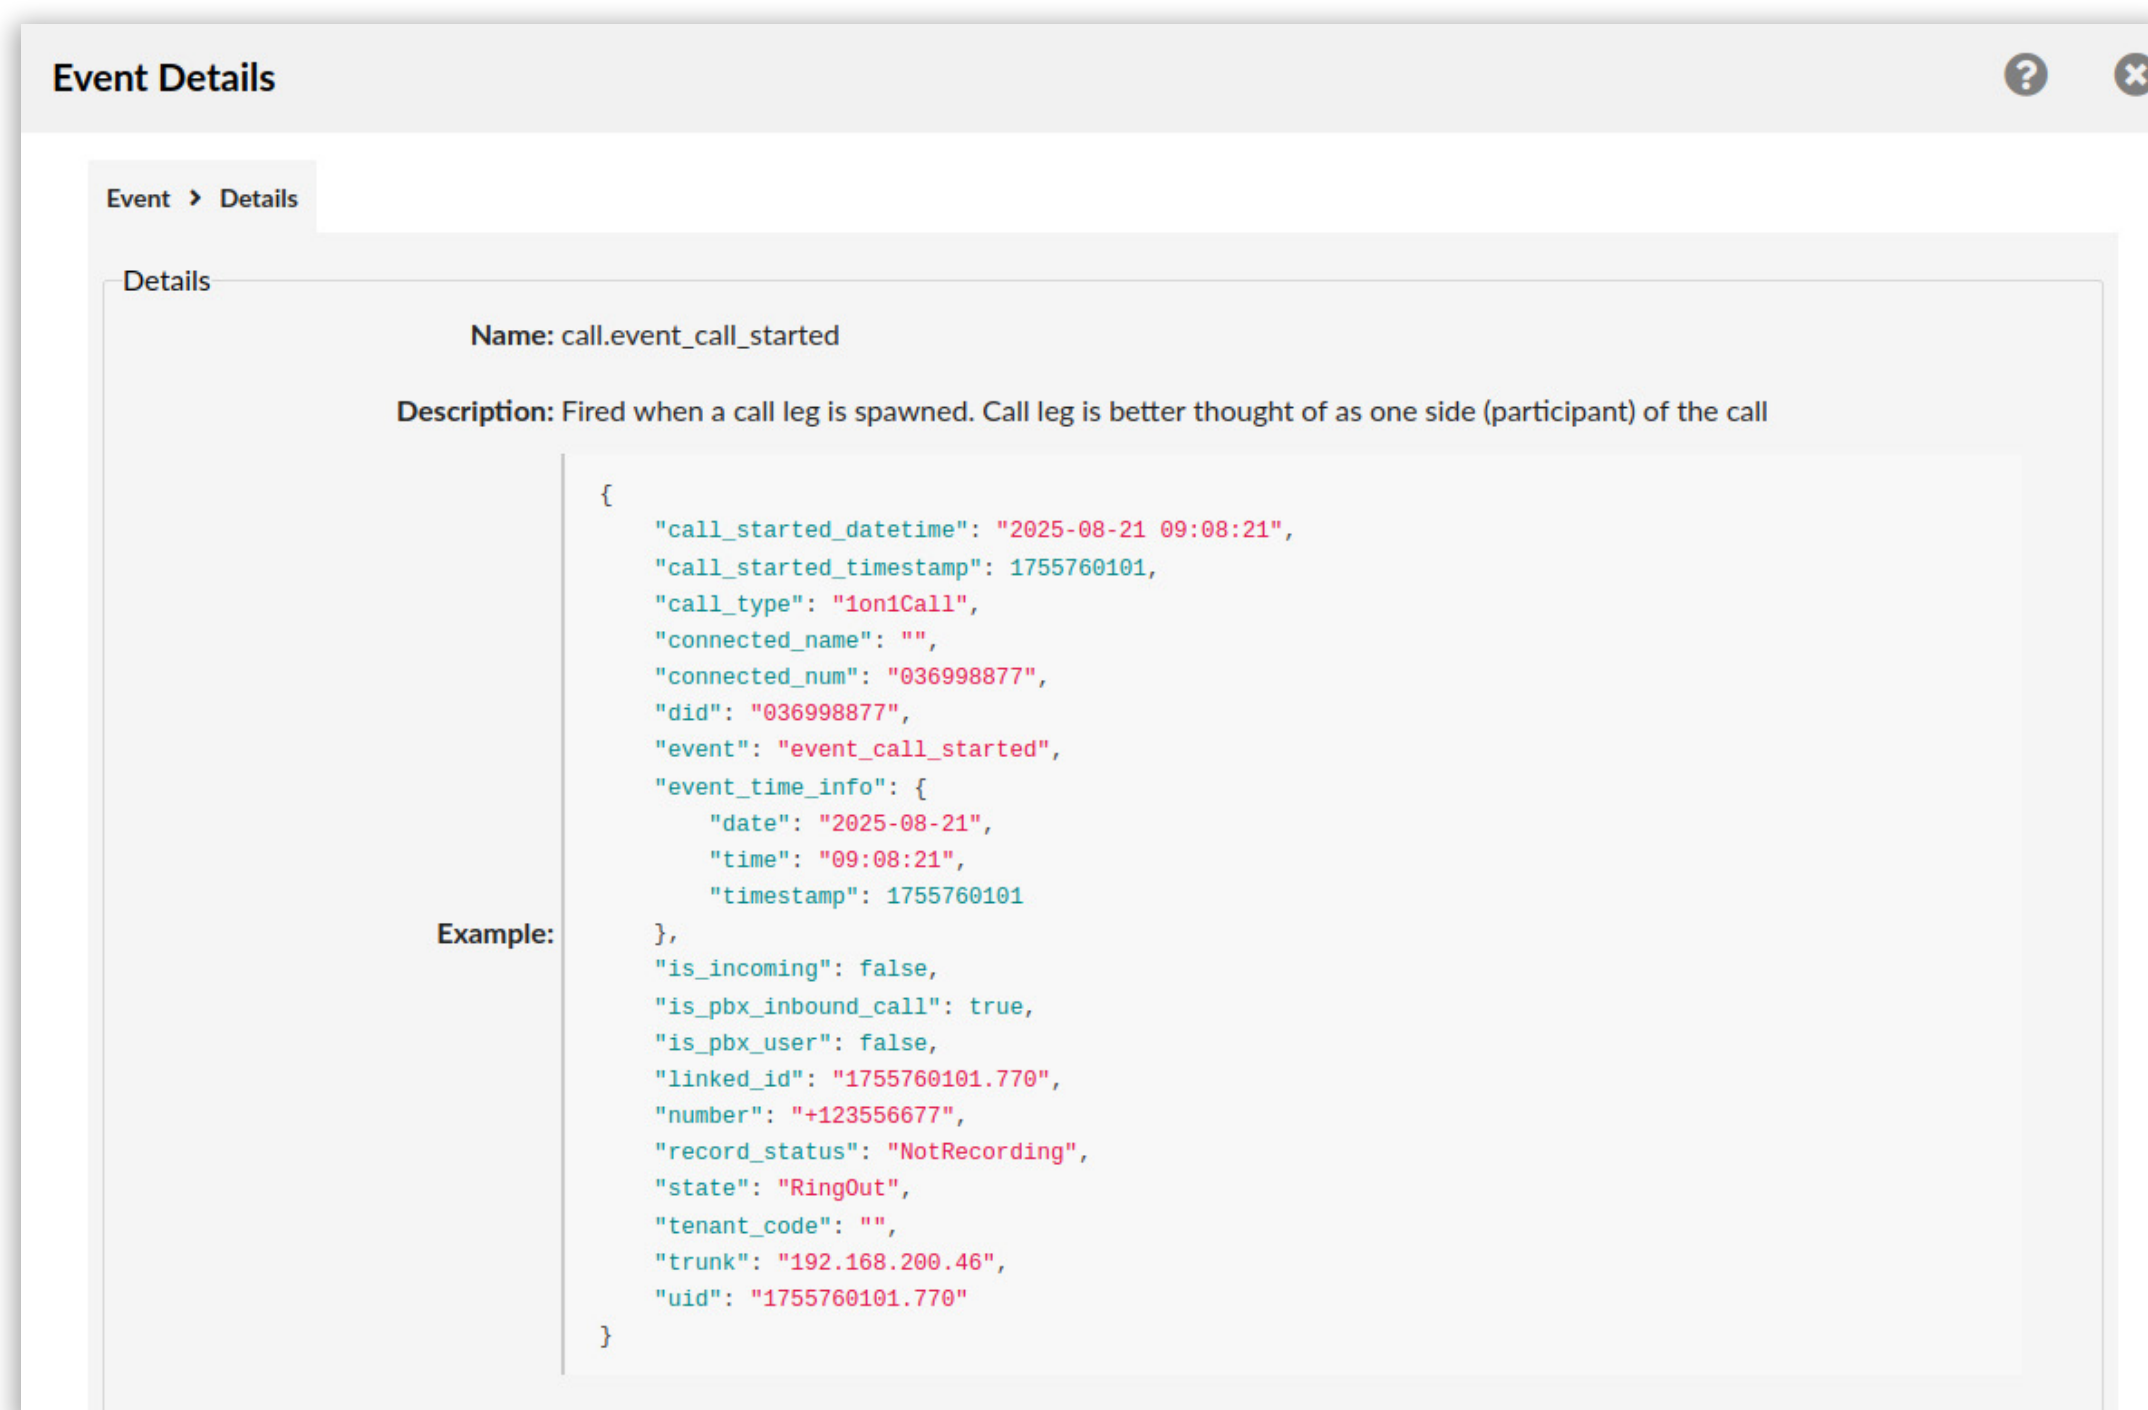 Event Details
Event > Details
Details
Name: call.event_call_started
Description: Fired when a call leg is spawned. Call leg is better thought of as one side (participant) of the call
Example:
{
    "call_started_datetime": "2025-08-21 09:08:21",
    "call_started_timestamp": 1755760101,
    "call_type": "1on1Call",
    "connected_name": "",
    "connected_num": "036998877",
    "did": "036998877",
    "event": "event_call_started",
    "event_time_info": {
        "date": "2025-08-21",
        "time": "09:08:21",
        "timestamp": 1755760101
    },
    "is_incoming": false,
    "is_pbx_inbound_call": true,
    "is_pbx_user": false,
    "linked_id": "1755760101.770",
    "number": "+123556677",
    "record_status": "NotRecording",
    "state": "RingOut",
    "tenant_code": "",
    "trunk": "192.168.200.46",
    "uid": "1755760101.770"
}